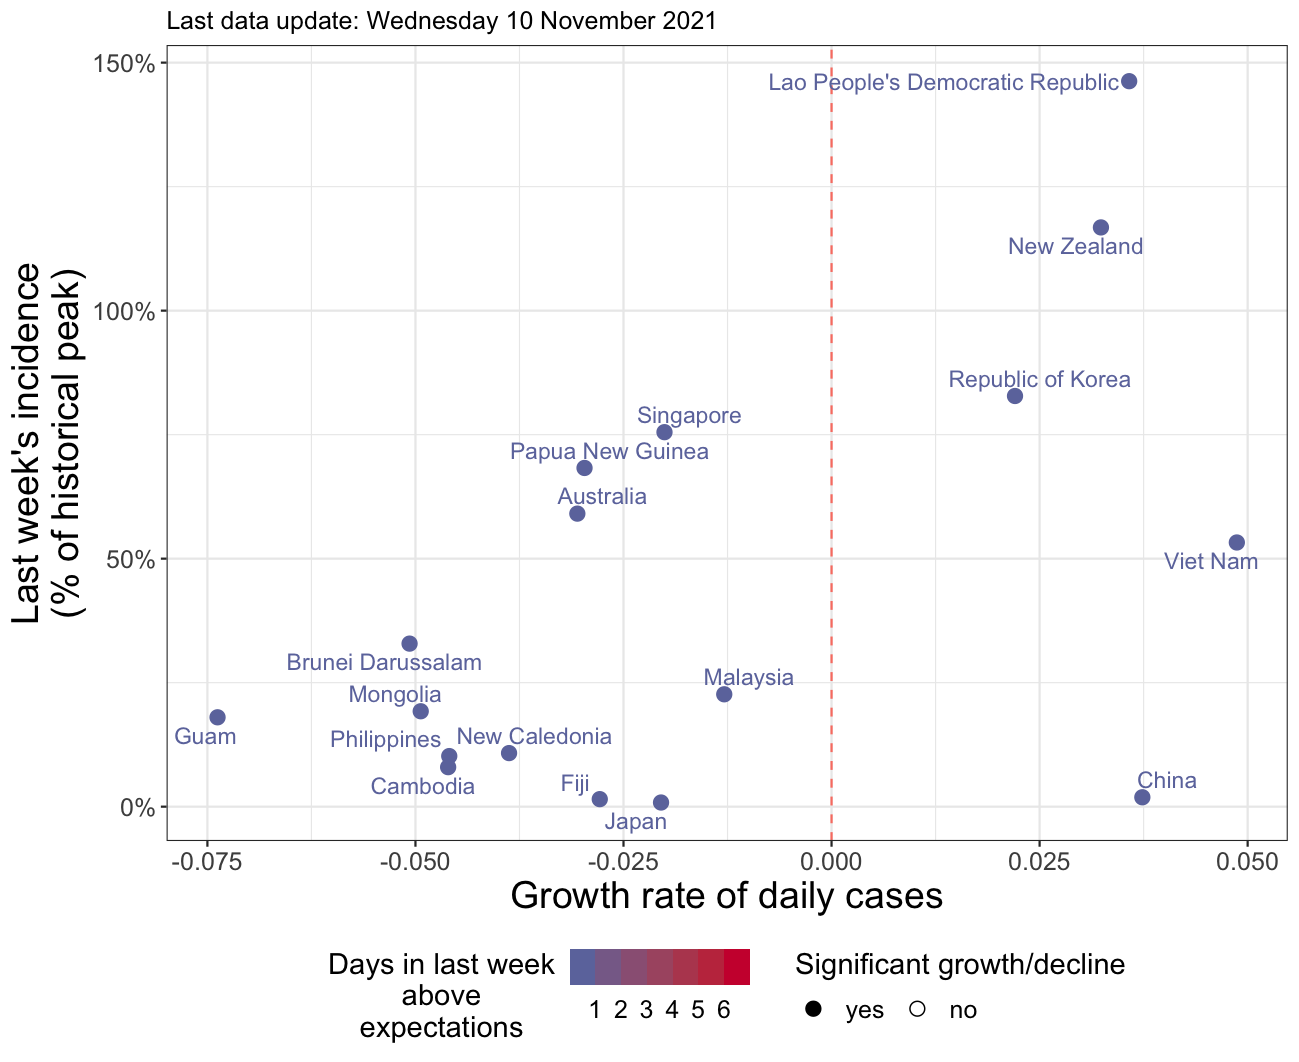 Last data update: Wednesday 10 November 2021
150%
Lao People's Democratic Republic
New Zealand
100%
Republic of Korea
Singapore
Papua New Guinea
Australia
50%
Viet Nam
Brunei Darussalam
Malaysia
Mongolia
Guam
Philippines
New Caledonia
Cambodia
Fiji
China
0%
Japan
Last week's incidence
(% of historical peak)
-0.075 -0.050 -0.025 0.000 0.025 0.050
Growth rate of daily cases
Days in last week
above
expectations
1 2 3 4 5 6
Significant growth/decline
yes no